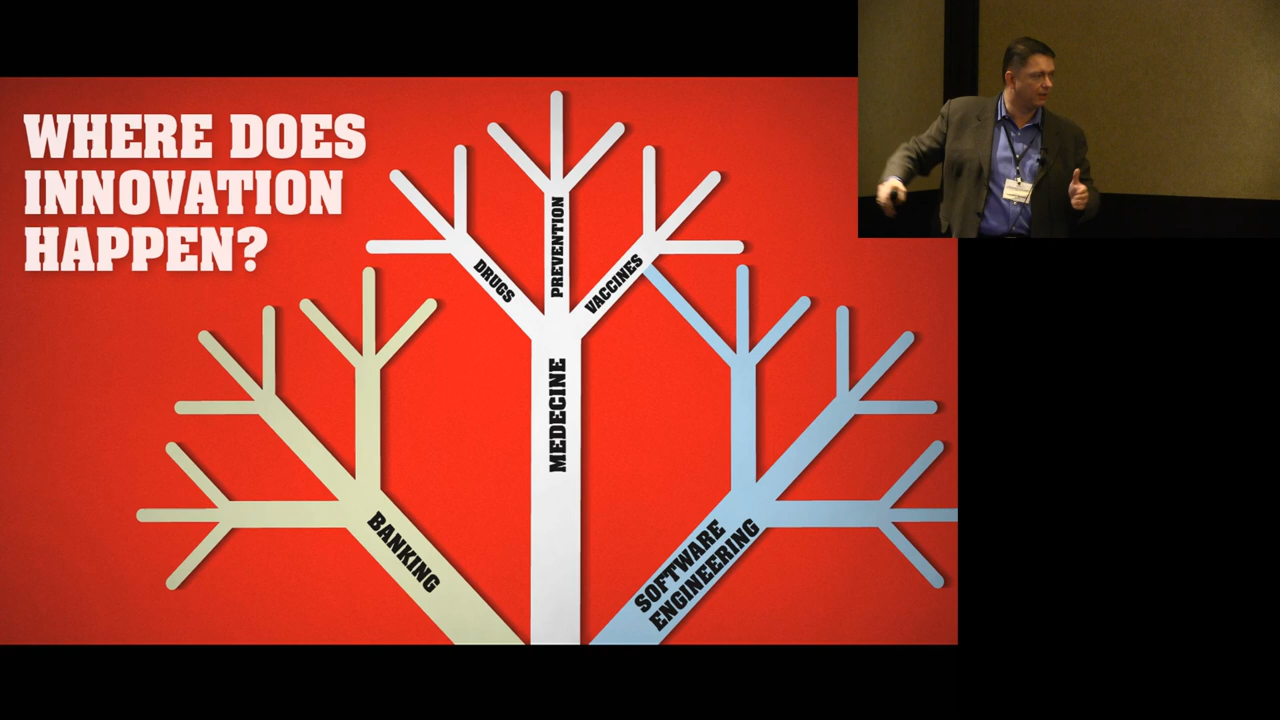 WHERE DOES
INNOVATION
HAPPEN?
DRUGS
PREVENTION
VACCINES
MEDECINE
BANKING
SOFTWARE
ENGINEERING